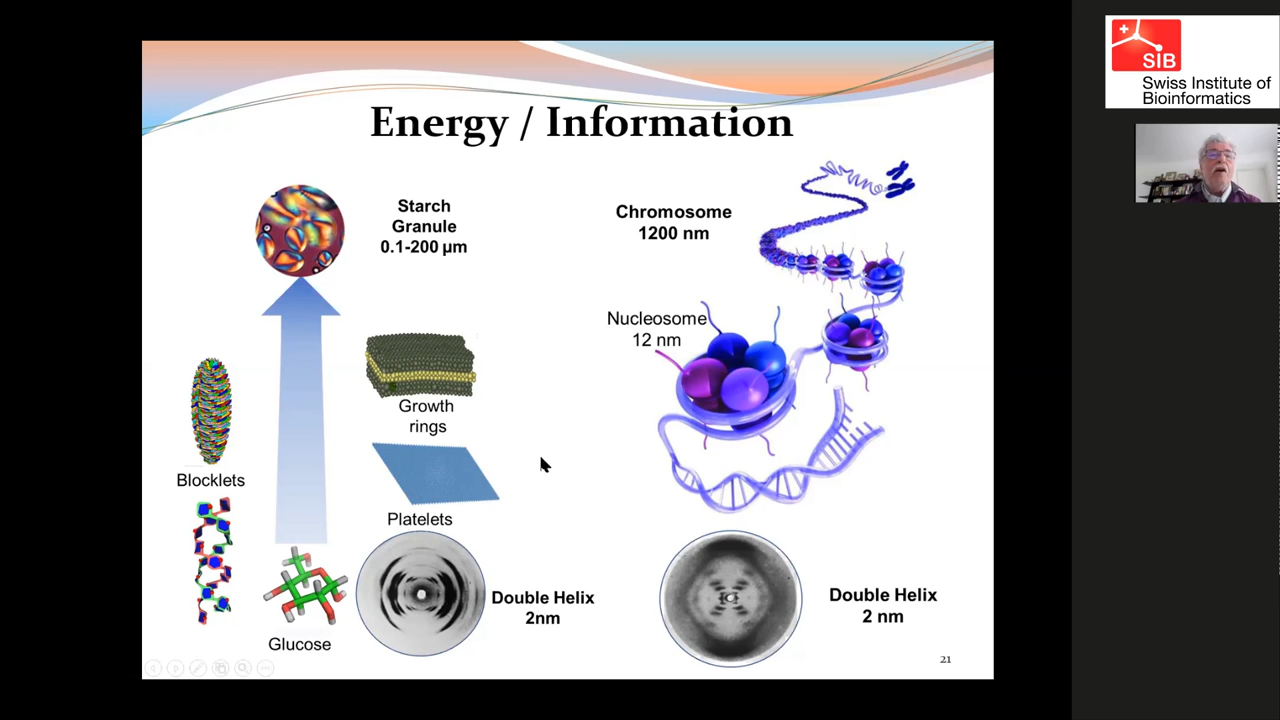 Energy / Information
Starch
Granule
0.1-200 µm
Chromosome
1200 nm
Nucleosome
12 nm
Growth
rings
Blocklets
Platelets
Double Helix
2nm
Glucose
Double Helix
2 nm
21
SIB
Swiss Institute of
Bioinformatics